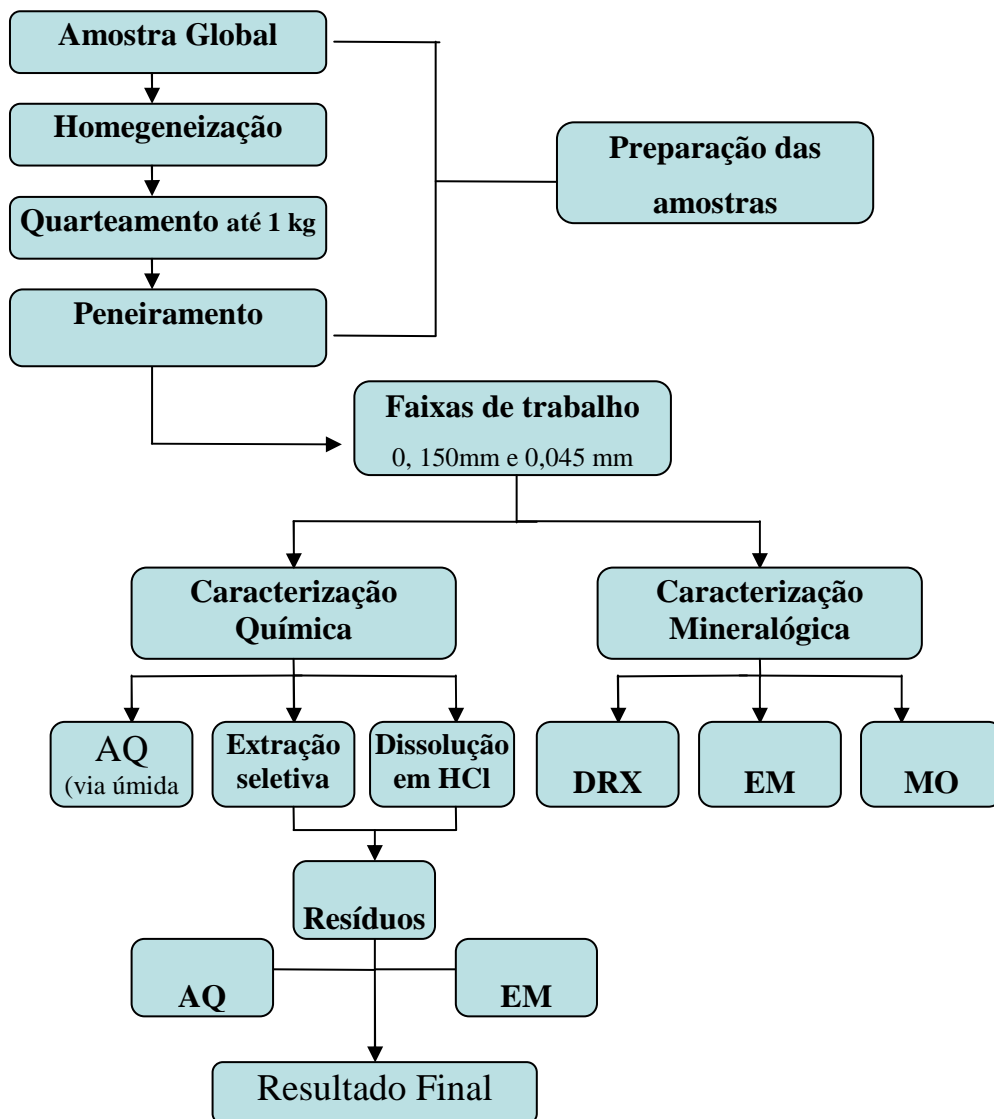 Amostra Global
Homegeneização
Quarteamento até 1 kg
Peneiramento
Preparação das
amostras
Faixas de trabalho
0, 150mm e 0,045 mm
Caracterização
Química
Caracterização
Mineralógica
AQ
(via úmida
Extração
seletiva
Dissolução
em HCl
DRX
EM
MO
Resíduos
AQ
EM
Resultado Final